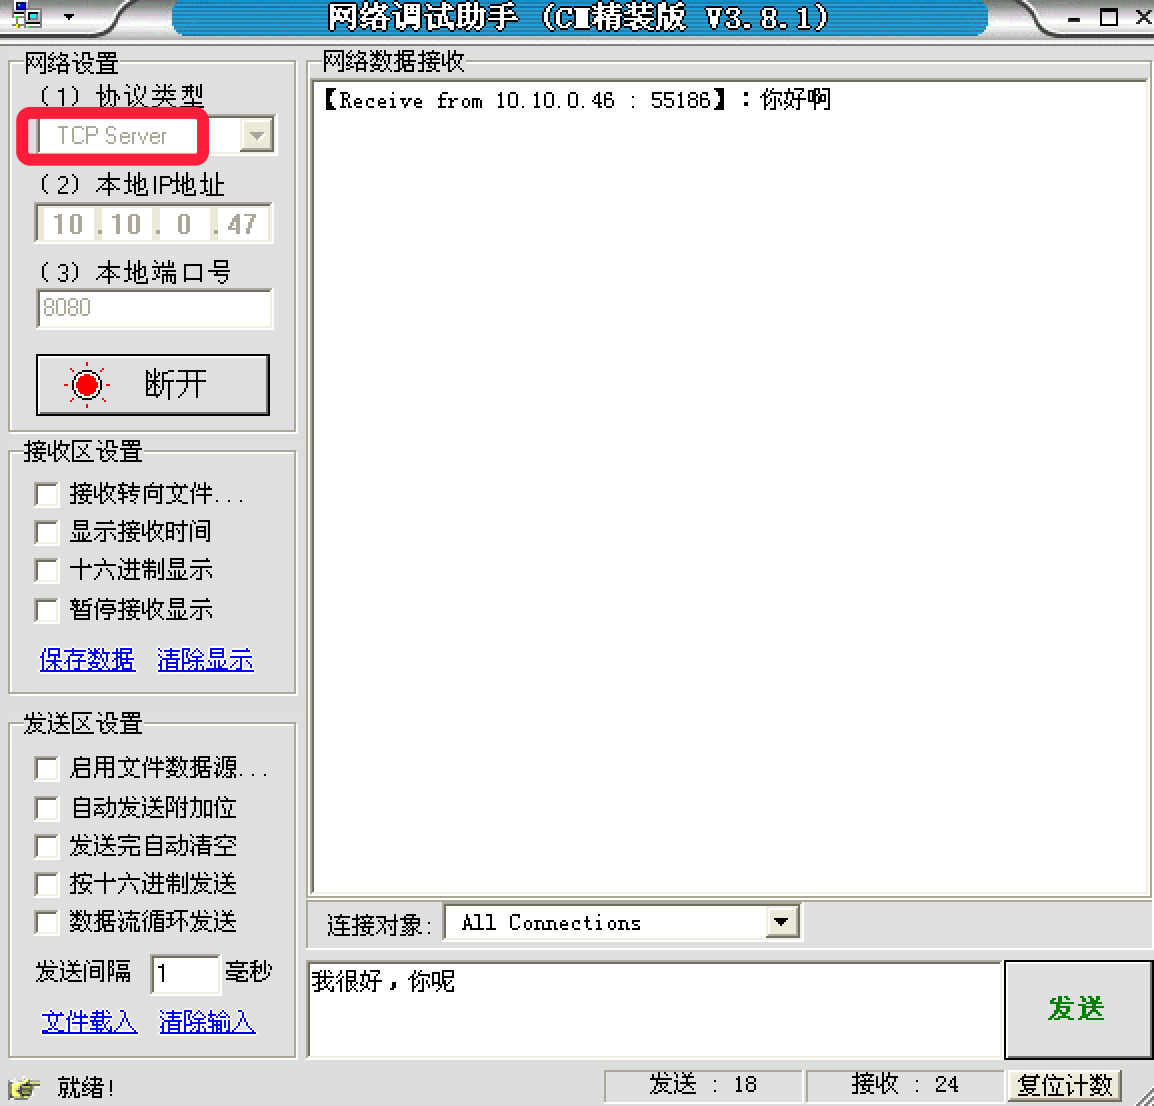 网络调试助手 (CⅢ精装版 V3.8.1)
网络设置
(1) 协议类型
TCP Server
(2) 本地IP地址
10 . 10 . 0 . 47
(3) 本地端口号
8080
断开
接收区设置
接收转向文件...
显示接收时间
十六进制显示
暂停接收显示
保存数据 清除显示
发送区设置
启用文件数据源...
自动发送附加位
发送完自动清空
按十六进制发送
数据流循环发送
发送间隔 1 毫秒
文件载入 清除输入
网络数据接收
【Receive from 10.10.0.46 : 55186】：你好啊
连接对象: All Connections
我很好，你呢
发送
就绪!
发送 : 18
接收 : 24
复位计数